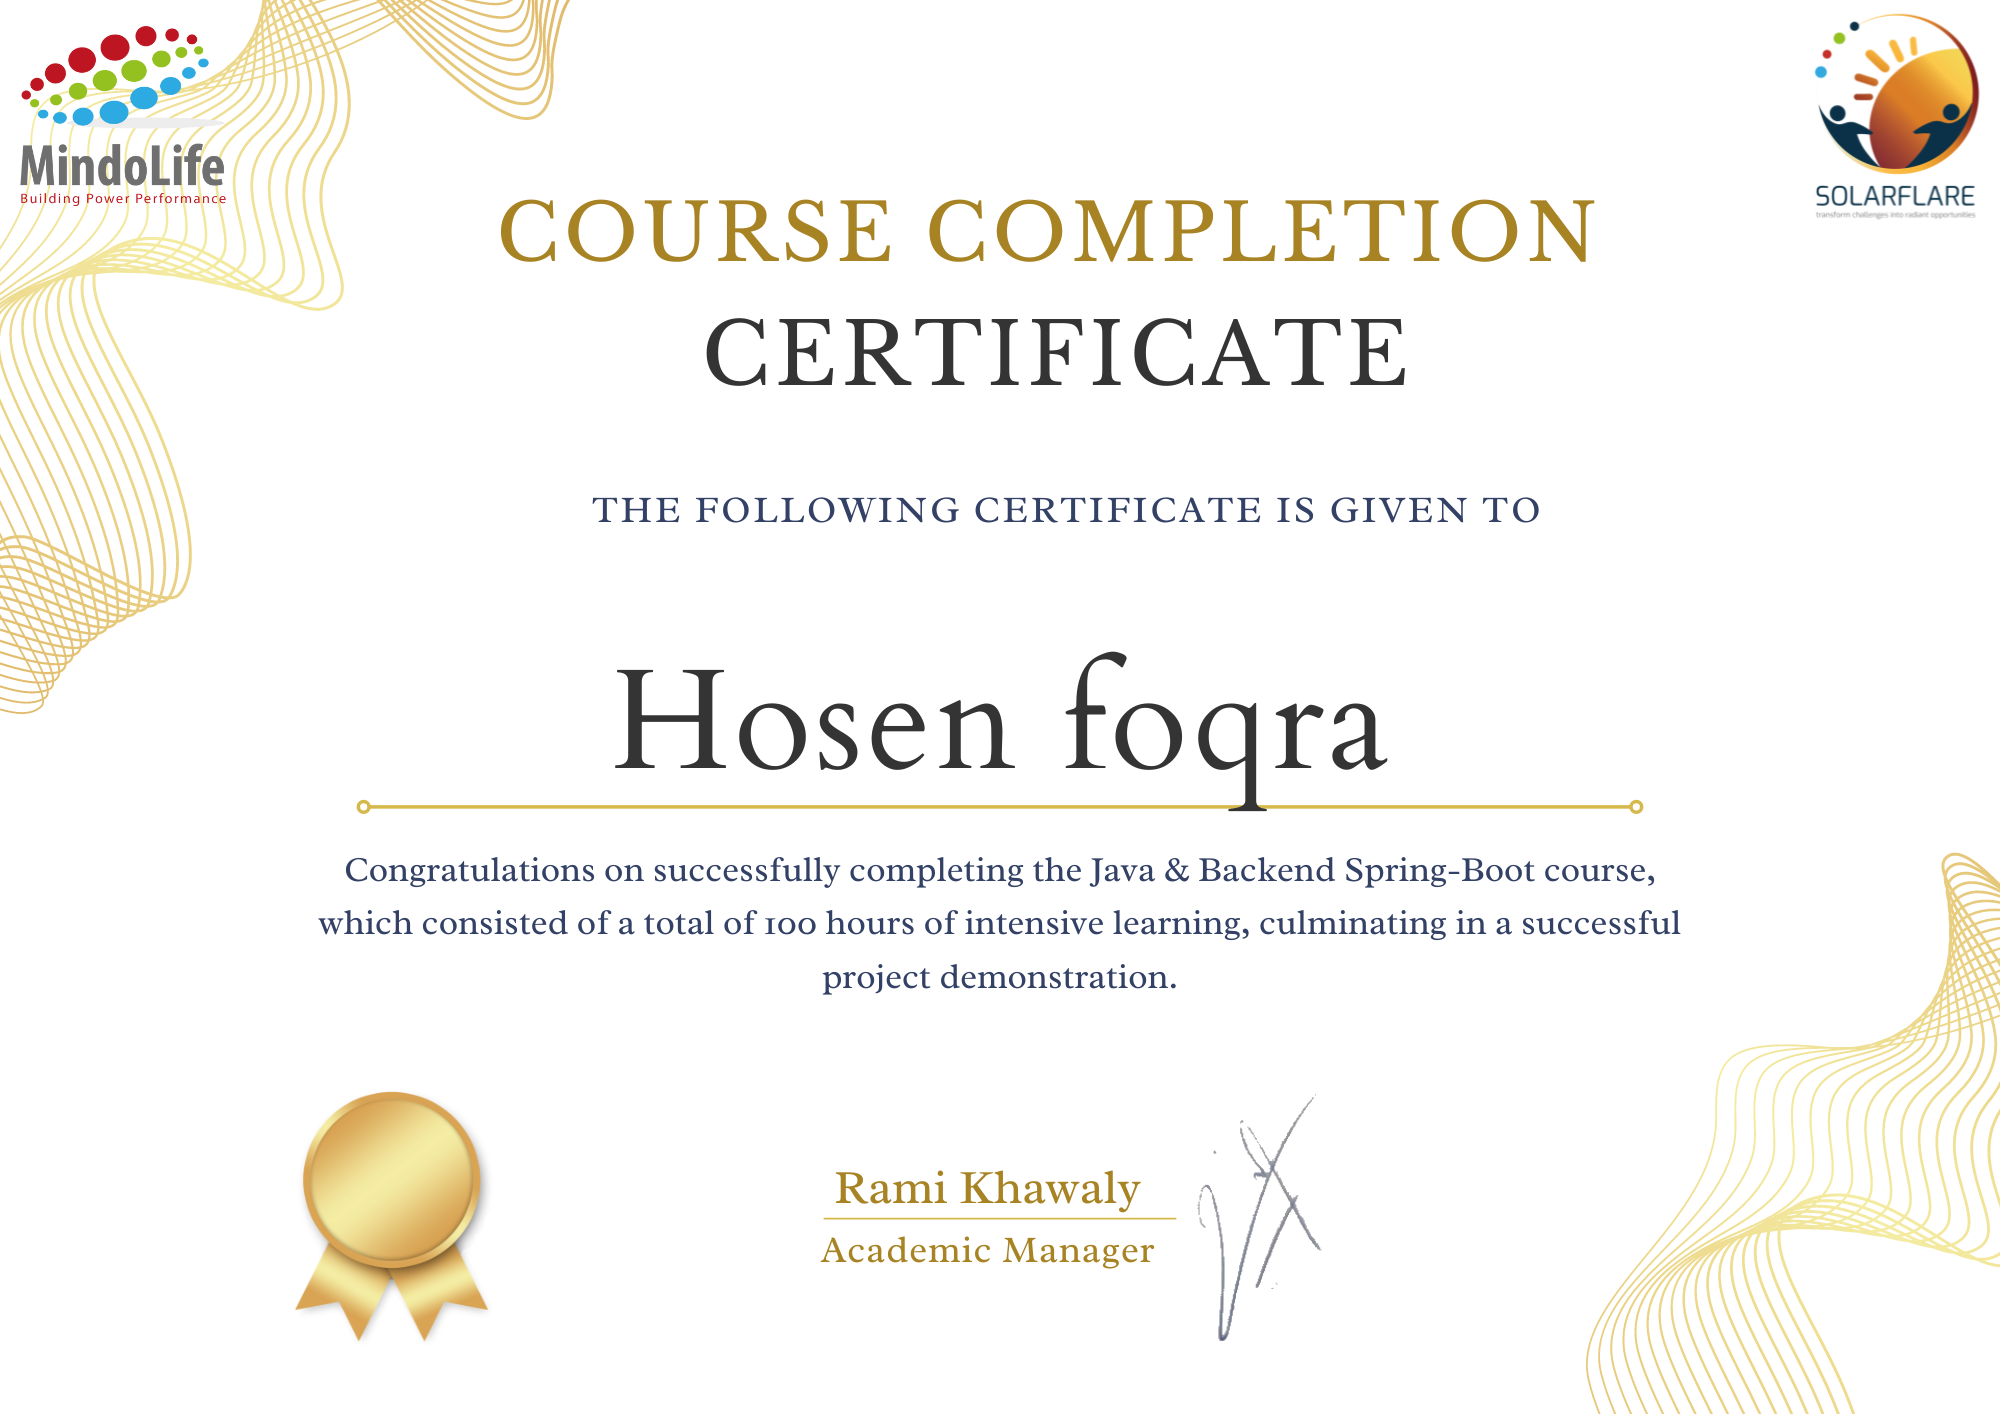 MindoLife
Building Power Performance
SOLARFLARE
transform challenges into radiant opportunities
COURSE COMPLETION
CERTIFICATE
THE FOLLOWING CERTIFICATE IS GIVEN TO
Hosen foqra
Congratulations on successfully completing the Java & Backend Spring-Boot course,
which consisted of a total of 100 hours of intensive learning, culminating in a successful
project demonstration.
Rami Khawaly
Academic Manager